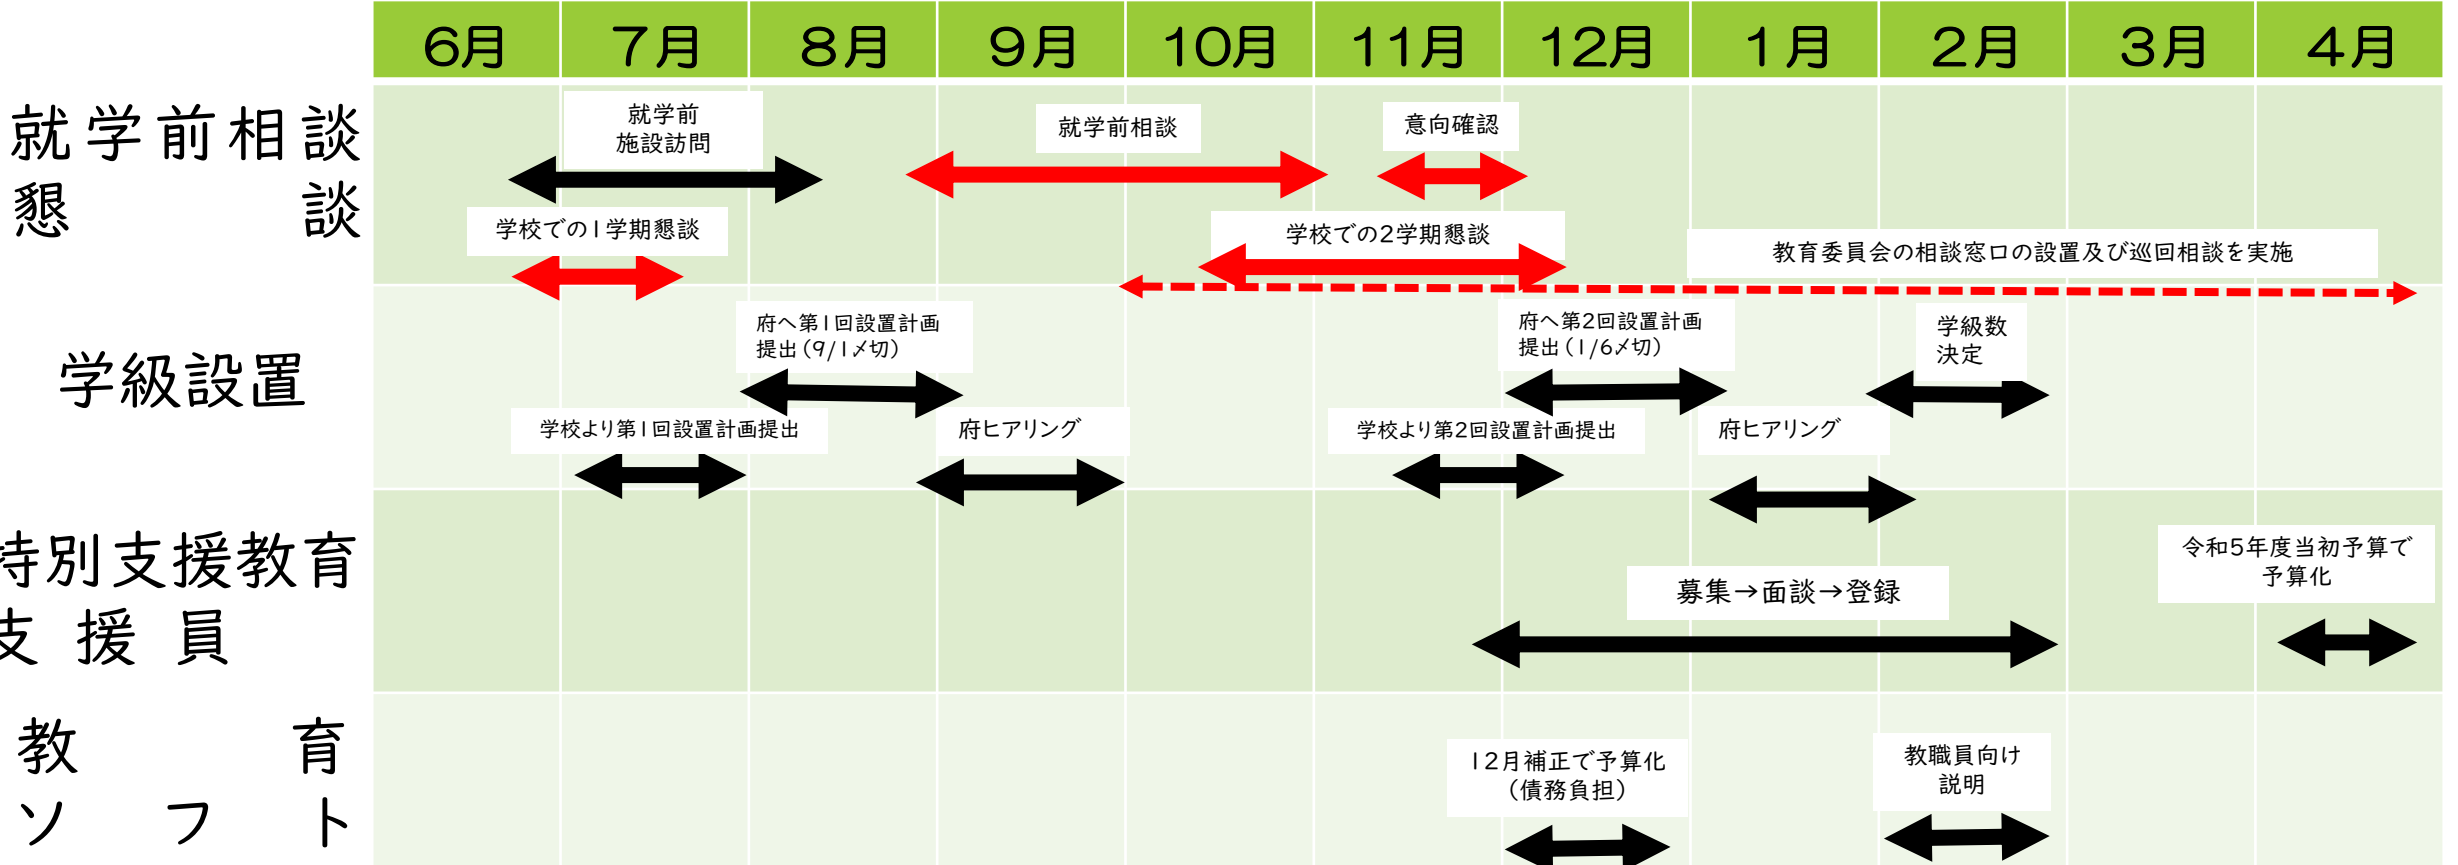 6月 7月 8月 9月 10月 11月 12月 1月 2月 3月 4月
就学前相談
懇談
就学前
施設訪問
就学前相談
意向確認
学校での1学期懇談
学校での2学期懇談
教育委員会の相談窓口の設置及び巡回相談を実施
学級設置
府へ第1回設置計画
提出（9/1〆切）
府へ第2回設置計画
提出（1/6〆切）
学級数
決定
学校より第1回設置計画提出
府ヒアリング
学校より第2回設置計画提出
府ヒアリング
特別支援教育
支援員
募集→面談→登録
令和5年度当初予算で
予算化
教育
ソフト
12月補正で予算化
（債務負担）
教職員向け
説明